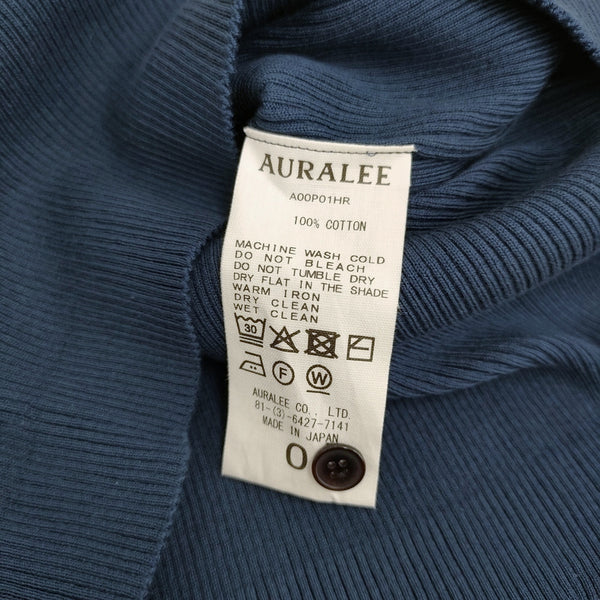 AURALEE
A00P01HR
100% COTTON
MACHINE WASH COLD
DO NOT BLEACH
DO NOT TUMBLE DRY
DRY FLAT IN THE SHADE
WARM IRON
DRY CLEAN
WET CLEAN
30
F W
AURALEE CO., LTD.
81-(3)-6427-7141
MADE IN JAPAN
0